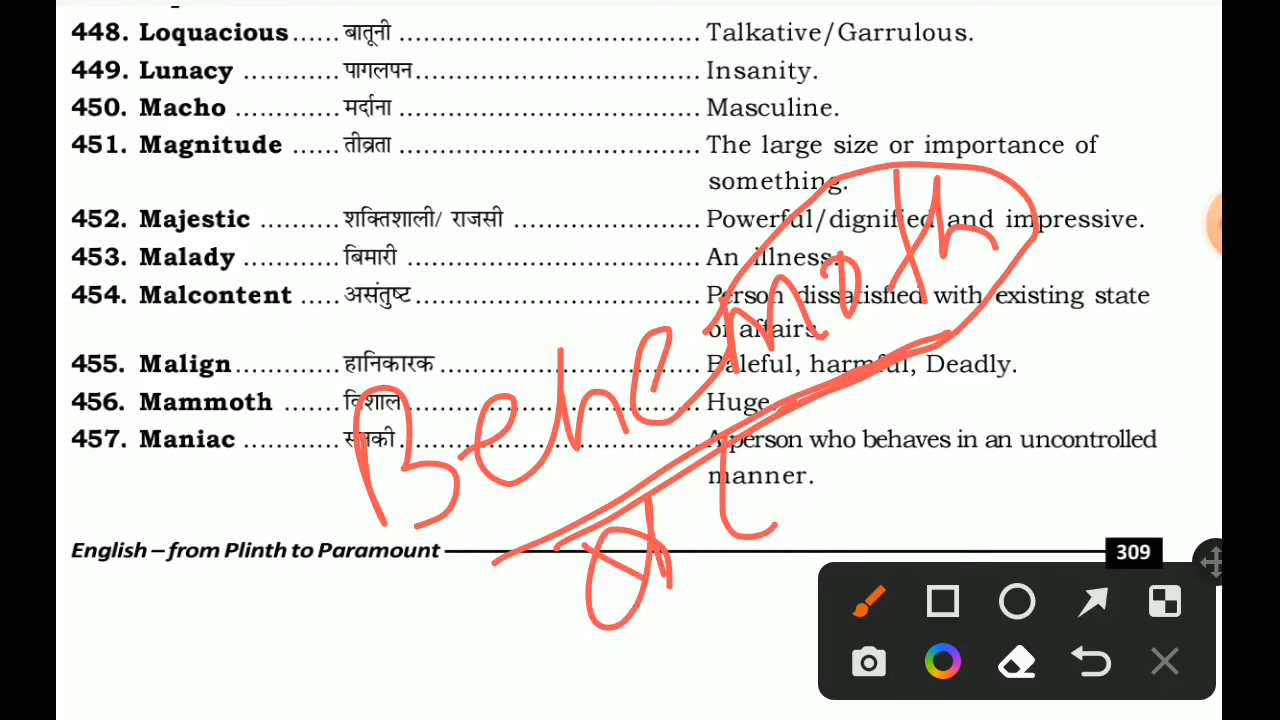 448. Loquacious...... बातूनी ................................... Talkative/Garrulous.
449. Lunacy ............ पागलपन................................. Insanity.
450. Macho ............. मर्दाना ................................... Masculine.
451. Magnitude ...... तीव्रता ................................... The large size or importance of
something.
452. Majestic .......... शक्तिशाली/ राजसी ...................... Powerful/dignified and impressive.
453. Malady ............ बिमारी .................................. An illness.
454. Malcontent ..... असंतुष्ट.................................. Person dissatisfied with existing state
of affairs.
455. Malign............. हानिकारक ............................... Baleful, harmful, Deadly.
456. Mammoth ....... विशाल................................... Huge.
457. Maniac ............ सनकी................................... A person who behaves in an uncontrolled
manner.
Behemoth
English – from Plinth to Paramount 309